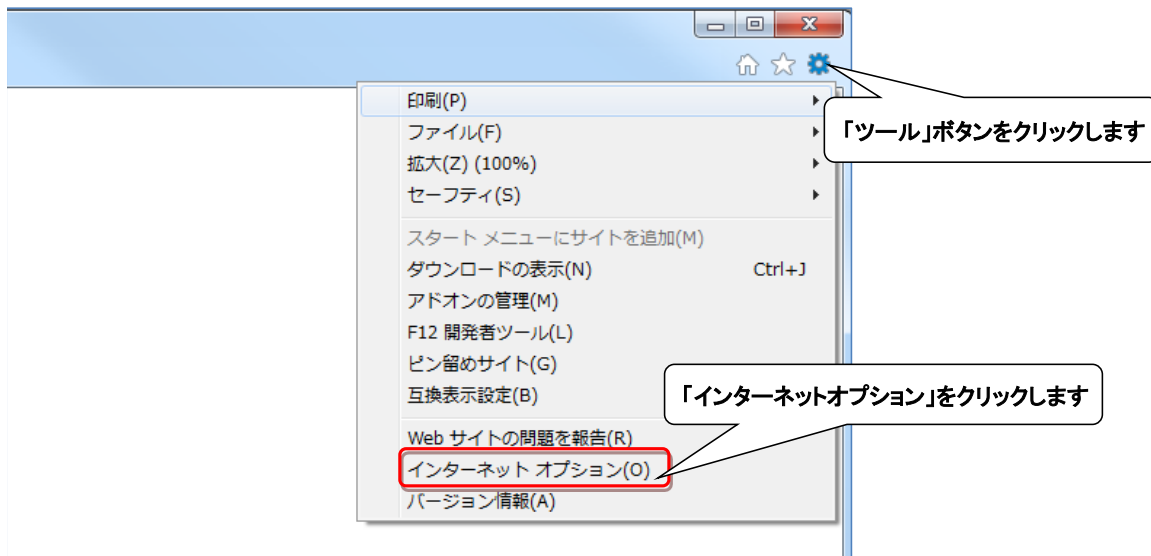 印刷(P)
「ツール」ボタンをクリックします
ファイル(F)
拡大(Z) (100%)
セーフティ(S)
スタート メニューにサイトを追加(M)
ダウンロードの表示(N) Ctrl+J
アドオンの管理(M)
F12 開発者ツール(L)
ピン留めサイト(G)
互換表示設定(B)
「インターネットオプション」をクリックします
Web サイトの問題を報告(R)
インターネット オプション(O)
バージョン情報(A)